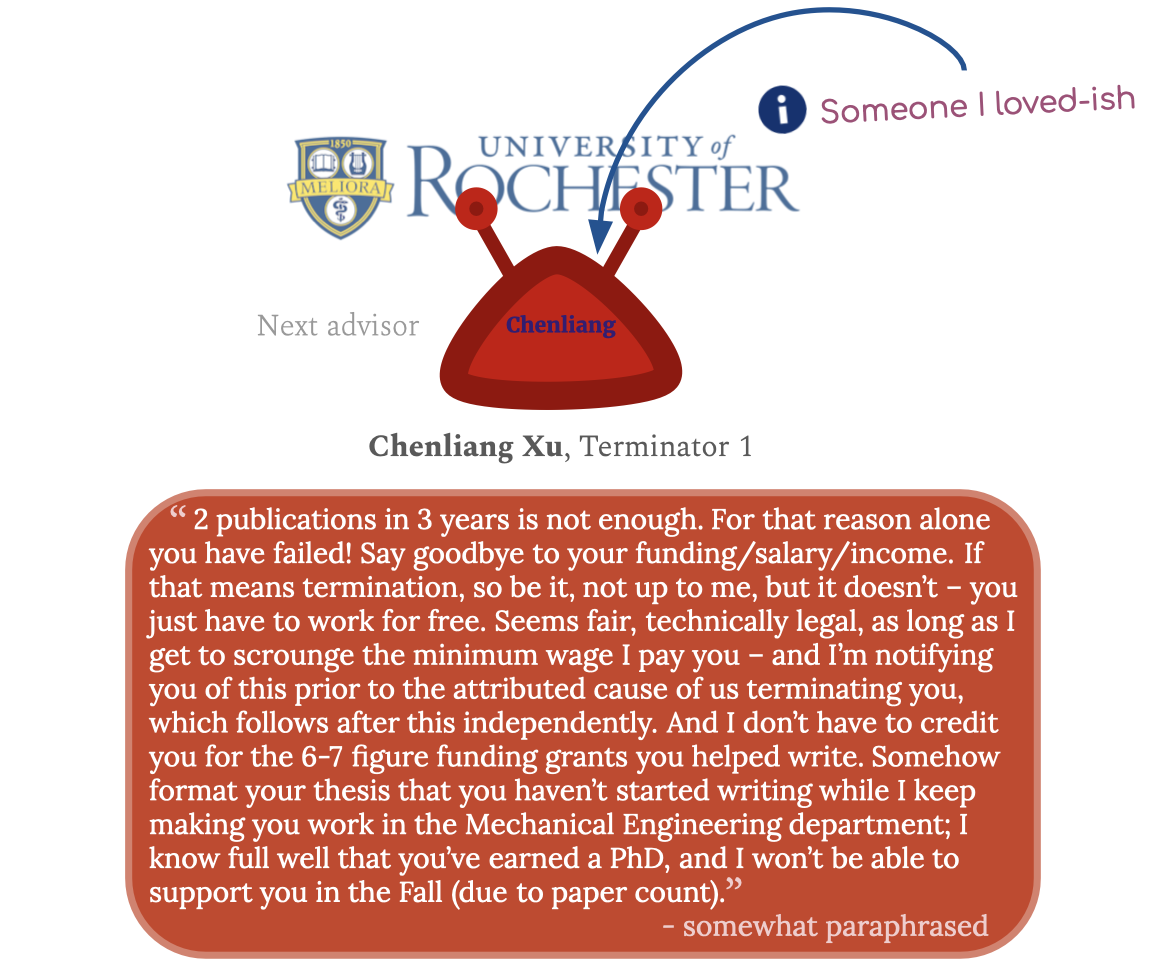 Someone I loved-ish
1850
MELIORA
UNIVERSITY of
ROCHESTER
Next advisor
Chenliang
Chenliang Xu, Terminator 1
“ 2 publications in 3 years is not enough. For that reason alone
you have failed! Say goodbye to your funding/salary/income. If
that means termination, so be it, not up to me, but it doesn’t – you
just have to work for free. Seems fair, technically legal, as long as I
get to scrounge the minimum wage I pay you – and I’m notifying
you of this prior to the attributed cause of us terminating you,
which follows after this independently. And I don’t have to credit
you for the 6-7 figure funding grants you helped write. Somehow
format your thesis that you haven’t started writing while I keep
making you work in the Mechanical Engineering department; I
know full well that you’ve earned a PhD, and I won’t be able to
support you in the Fall (due to paper count).”
- somewhat paraphrased